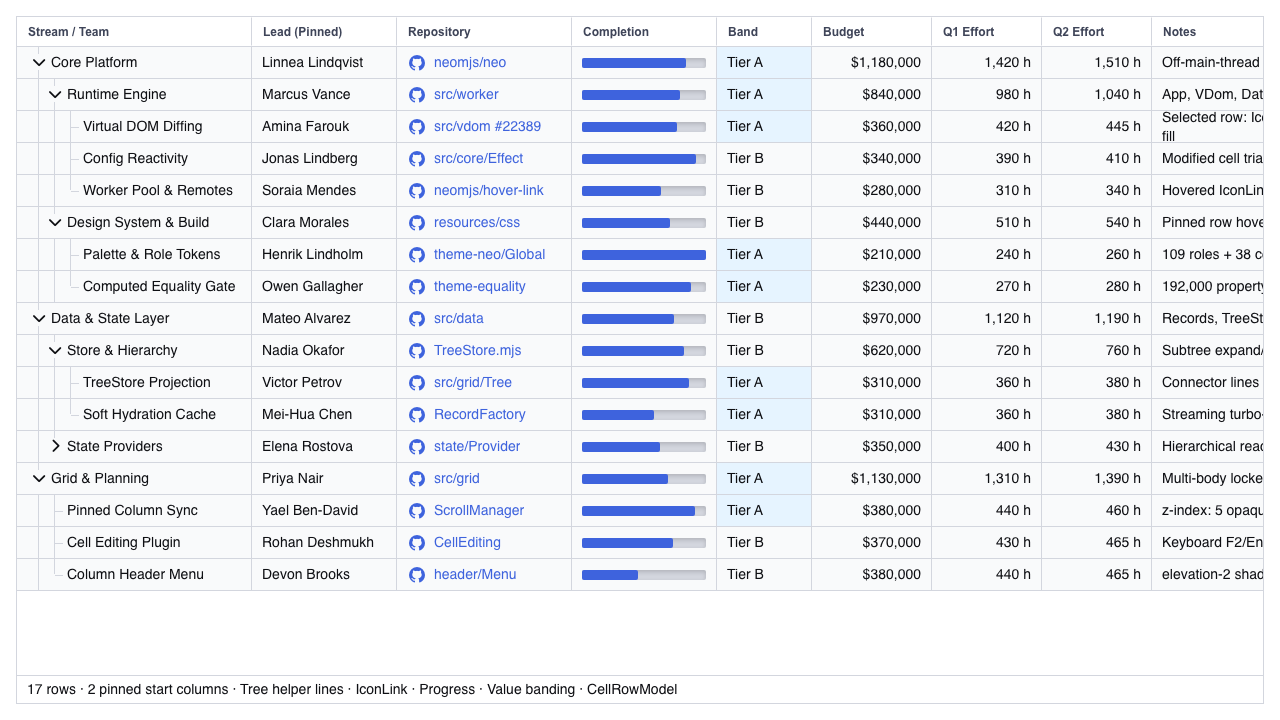 Stream / Team Lead (Pinned) Repository Completion Band Budget Q1 Effort Q2 Effort Notes
Core Platform Linnea Lindqvist neomjs/neo Tier A $1,180,000 1,420 h 1,510 h Off-main-thread
Runtime Engine Marcus Vance src/worker Tier A $840,000 980 h 1,040 h App, VDom, Dat
Virtual DOM Diffing Amina Farouk src/vdom #22389 Tier A $360,000 420 h 445 h Selected row: Ic
fill
Config Reactivity Jonas Lindberg src/core/Effect Tier B $340,000 390 h 410 h Modified cell tria
Worker Pool & Remotes Soraia Mendes neomjs/hover-link Tier B $280,000 310 h 340 h Hovered IconLin
Design System & Build Clara Morales resources/css Tier B $440,000 510 h 540 h Pinned row hove
Palette & Role Tokens Henrik Lindholm theme-neo/Global Tier A $210,000 240 h 260 h 109 roles + 38 c
Computed Equality Gate Owen Gallagher theme-equality Tier A $230,000 270 h 280 h 192,000 property
Data & State Layer Mateo Alvarez src/data Tier B $970,000 1,120 h 1,190 h Records, TreeSt
Store & Hierarchy Nadia Okafor TreeStore.mjs Tier B $620,000 720 h 760 h Subtree expand/
TreeStore Projection Victor Petrov src/grid/Tree Tier A $310,000 360 h 380 h Connector lines
Soft Hydration Cache Mei-Hua Chen RecordFactory Tier A $310,000 360 h 380 h Streaming turbo-
State Providers Elena Rostova state/Provider Tier B $350,000 400 h 430 h Hierarchical reac
Grid & Planning Priya Nair src/grid Tier A $1,130,000 1,310 h 1,390 h Multi-body locke
Pinned Column Sync Yael Ben-David ScrollManager Tier A $380,000 440 h 460 h z-index: 5 opaqu
Cell Editing Plugin Rohan Deshmukh CellEditing Tier B $370,000 430 h 465 h Keyboard F2/En
Column Header Menu Devon Brooks header/Menu Tier B $380,000 440 h 465 h elevation-2 shad
17 rows · 2 pinned start columns · Tree helper lines · IconLink · Progress · Value banding · CellRowModel